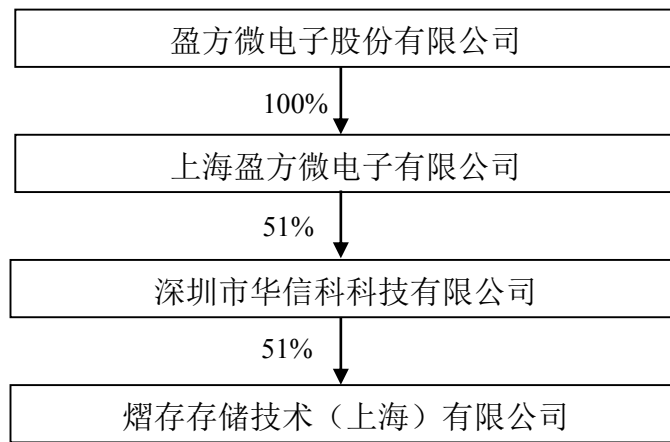 盈方微电子股份有限公司
100%
上海盈方微电子有限公司
51%
深圳市华信科科技有限公司
51%
熠存存储技术（上海）有限公司